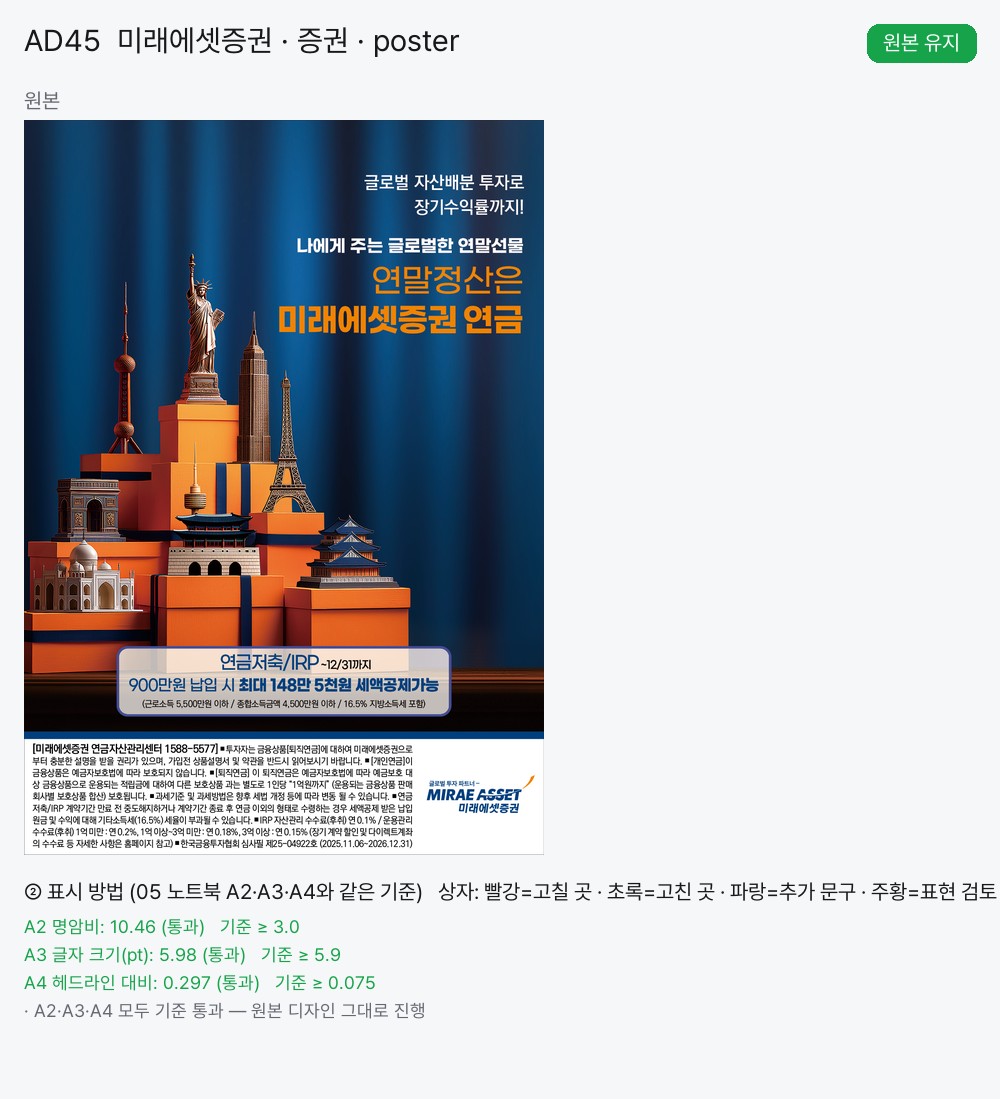 AD45 미래에셋증권 · 증권 · poster
원본 유지
원본
글로벌 자산배분 투자로
장기수익률까지!
나에게 주는 글로벌한 연말선물
연말정산은
미래에셋증권 연금
연금저축/IRP ~12/31까지
900만원 납입 시 최대 148만 5천원 세액공제가능
(근로소득 5,500만원 이하 / 종합소득금액 4,500만원 이하 / 16.5% 지방소득세 포함)
[미래에셋증권 연금자산관리센터 1588-5577] ■투자자는 금융상품[퇴직연금]에 대하여 미래에셋증권으로
부터 충분한 설명을 받을 권리가 있으며, 가입전 상품설명서 및 약관을 반드시 읽어보시기 바랍니다. ■[개인연금]이
금융상품은 예금자보호법에 따라 보호되지 않습니다. ■[퇴직연금] 이 퇴직연금은 예금자보호법에 따라 예금보호 대
상 금융상품으로 운용되는 적립금에 대하여 다른 보호상품 과는 별도로 1인당 "1억원까지" (운용되는 금융상품 판매
회사별 보호상품 합산) 보호됩니다. ■과세기준 및 과세방법은 향후 세법 개정 등에 따라 변동 될 수 있습니다. ■연금
저축/IRP 계약기간 만료 전 중도해지하거나 계약기간 종료 후 연금 이외의 형태로 수령하는 경우 세액공제 받은 납입
원금 및 수익에 대해 기타소득세(16.5%) 세율이 부과될 수 있습니다. ■IRP 자산관리 수수료(후취) 연 0.1% / 운용관리
수수료(후취) 1억 미만 : 연 0.2%, 1억 이상~3억 미만 : 연 0.18%, 3억 이상 : 연 0.15% (장기 계약 할인 및 다이렉트계좌
의 수수료 등 자세한 사항은 홈페이지 참고) ■한국금융투자협회 심사필 제25-04922호 (2025.11.06~2026.12.31)
글로벌 투자 파트너 –
MIRAE ASSET
미래에셋증권
② 표시 방법 (05 노트북 A2·A3·A4와 같은 기준) 상자: 빨강=고칠 곳 · 초록=고친 곳 · 파랑=추가 문구 · 주황=표현 검토
A2 명암비: 10.46 (통과) 기준 ≥ 3.0
A3 글자 크기(pt): 5.98 (통과) 기준 ≥ 5.9
A4 헤드라인 대비: 0.297 (통과) 기준 ≥ 0.075
· A2·A3·A4 모두 기준 통과 — 원본 디자인 그대로 진행